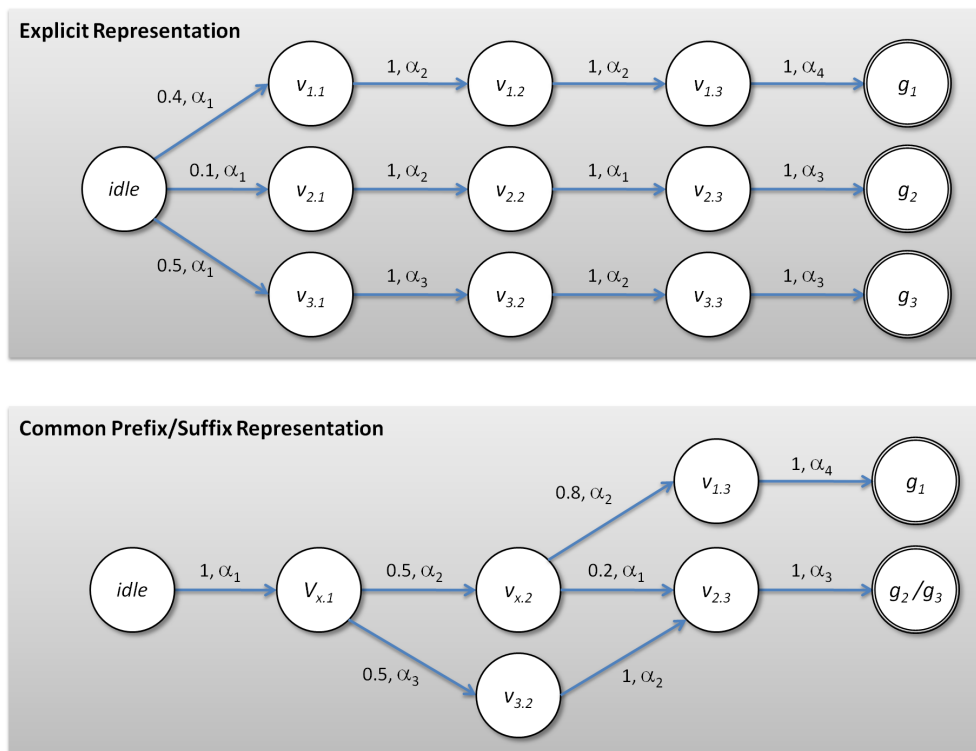 Explicit Representation
v1.1 1, α2 v1.2 1, α2 v1.3 1, α4 g1
0.4, α1
idle 0.1, α1 v2.1 1, α2 v2.2 1, α1 v2.3 1, α3 g2
0.5, α1
v3.1 1, α3 v3.2 1, α2 v3.3 1, α3 g3
Common Prefix/Suffix Representation
v1.3 1, α4 g1
0.8, α2
idle 1, α1 Vx.1 0.5, α2 vx.2 0.2, α1 v2.3 1, α3 g2/g3
0.5, α3 v3.2 1, α2